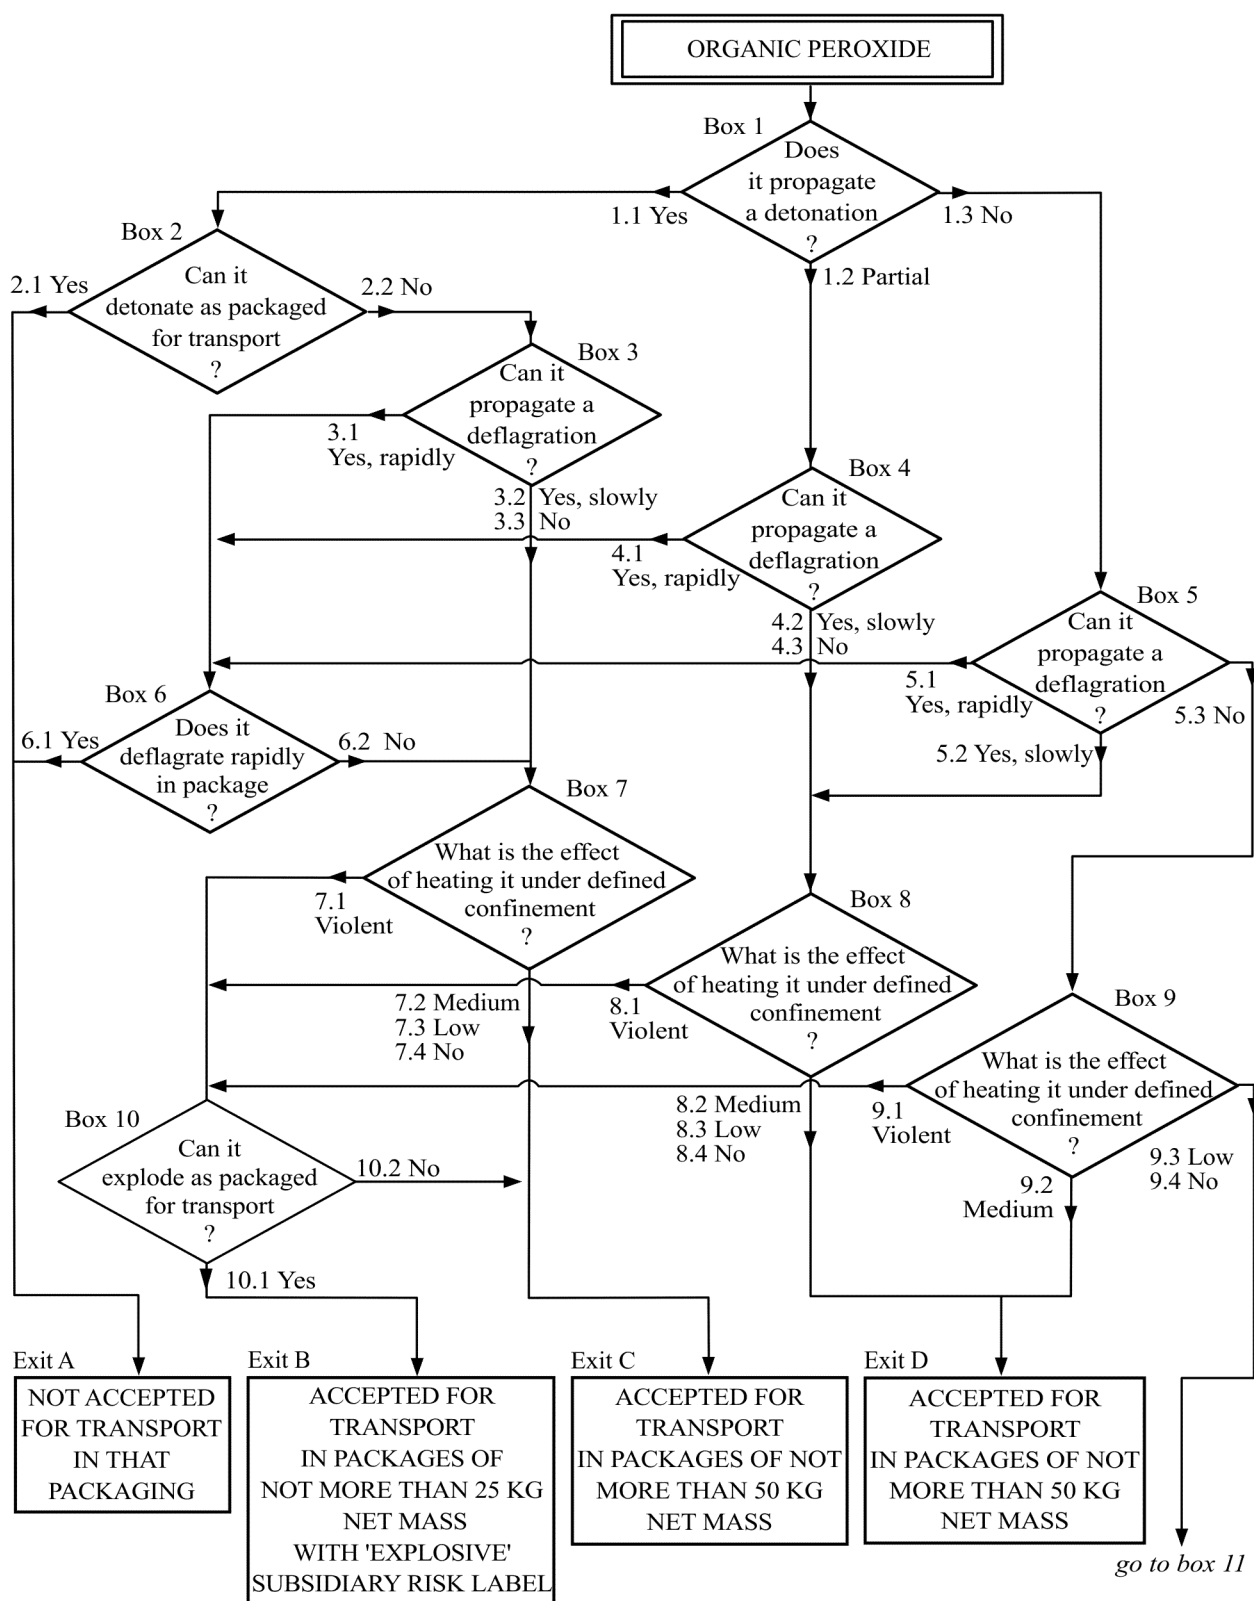 ORGANIC PEROXIDE
Box 1
Does
it propagate
a detonation
?
1.1 Yes
1.3 No
1.2 Partial
Box 2
Can it
detonate as packaged
for transport
?
2.1 Yes
2.2 No
Box 3
Can it
propagate a
deflagration
?
3.1
Yes, rapidly
3.2 Yes, slowly
3.3 No
Box 4
Can it
propagate a
deflagration
?
4.1
Yes, rapidly
4.2 Yes, slowly
4.3 No
Box 5
Can it
propagate a
deflagration
?
5.1
Yes, rapidly
5.3 No
5.2 Yes, slowly
Box 6
Does it
deflagrate rapidly
in package
?
6.1 Yes
6.2 No
Box 7
What is the effect
of heating it under defined
confinement
?
7.1
Violent
7.2 Medium
7.3 Low
7.4 No
Box 8
What is the effect
of heating it under defined
confinement
?
8.1
Violent
8.2 Medium
8.3 Low
8.4 No
Box 9
What is the effect
of heating it under defined
confinement
?
9.1
Violent
9.2
Medium
9.3 Low
9.4 No
Box 10
Can it
explode as packaged
for transport
?
10.2 No
10.1 Yes
Exit A
NOT ACCEPTED
FOR TRANSPORT
IN THAT
PACKAGING
Exit B
ACCEPTED FOR
TRANSPORT
IN PACKAGES OF
NOT MORE THAN 25 KG
NET MASS
WITH 'EXPLOSIVE'
SUBSIDIARY RISK LABEL
Exit C
ACCEPTED FOR
TRANSPORT
IN PACKAGES OF NOT
MORE THAN 50 KG
NET MASS
Exit D
ACCEPTED FOR
TRANSPORT
IN PACKAGES OF NOT
MORE THAN 50 KG
NET MASS
go to box 11